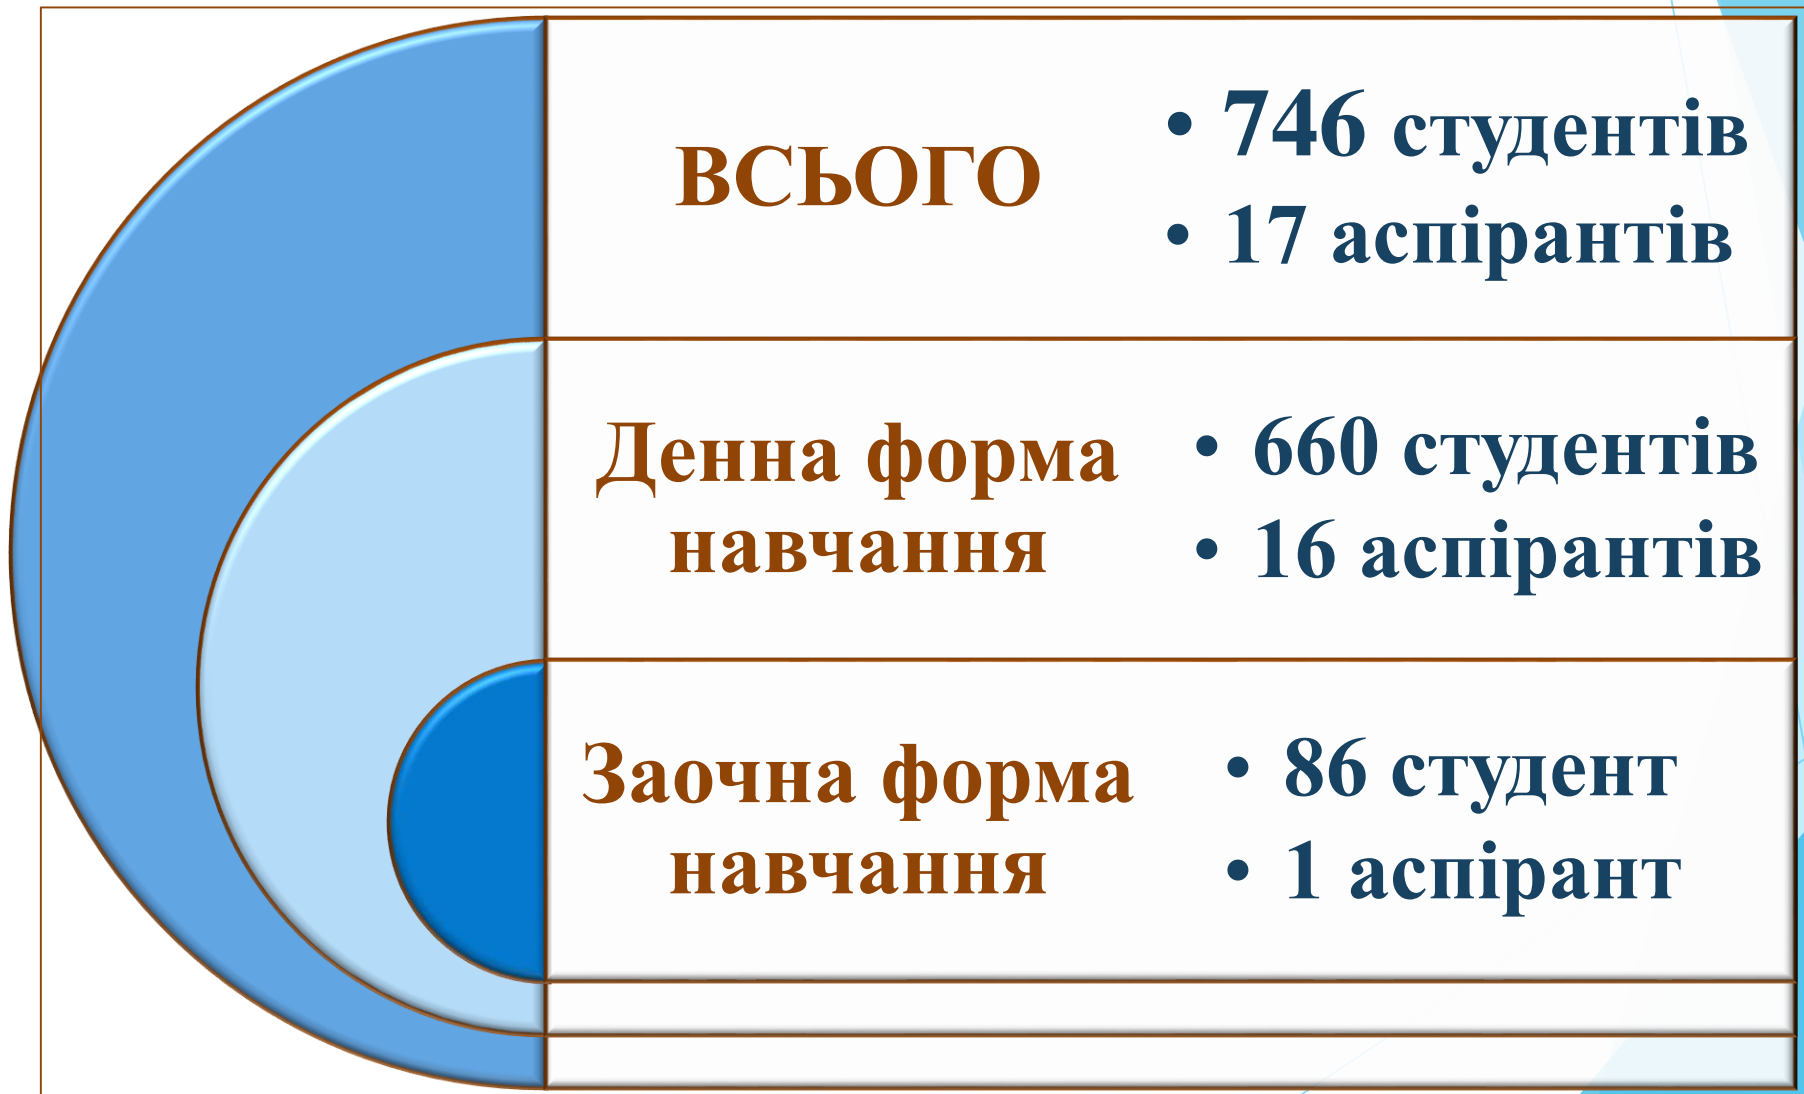 ВСЬОГО
• 746 студентів
• 17 аспірантів
Денна форма
навчання
• 660 студентів
• 16 аспірантів
Заочна форма
навчання
• 86 студент
• 1 аспірант